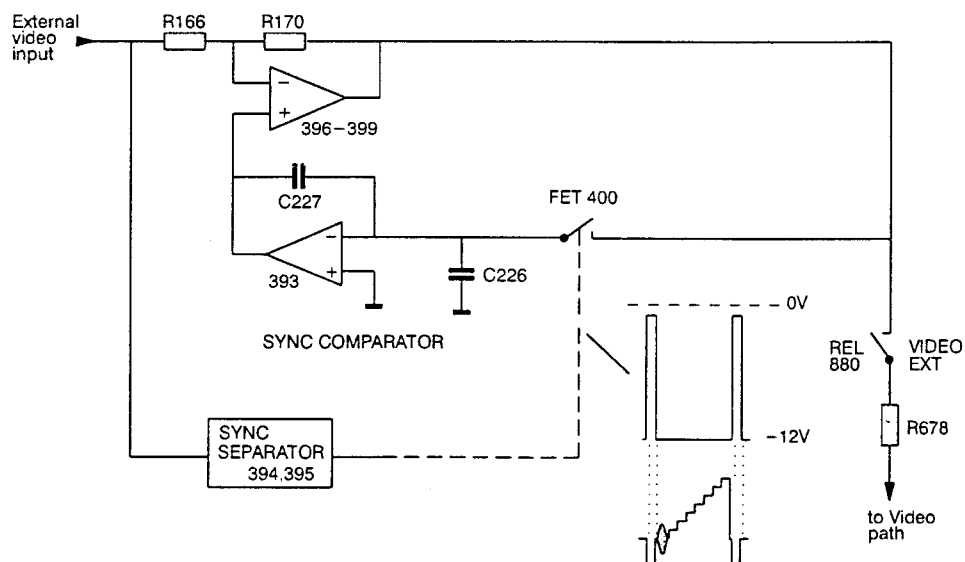 External
video
input
R166
R170
−
+
396–399
C227
FET 400
−
+
393
C226
SYNC COMPARATOR
0V
−12V
REL
880
VIDEO
EXT
R678
SYNC
SEPARATOR
394,395
to Video
path